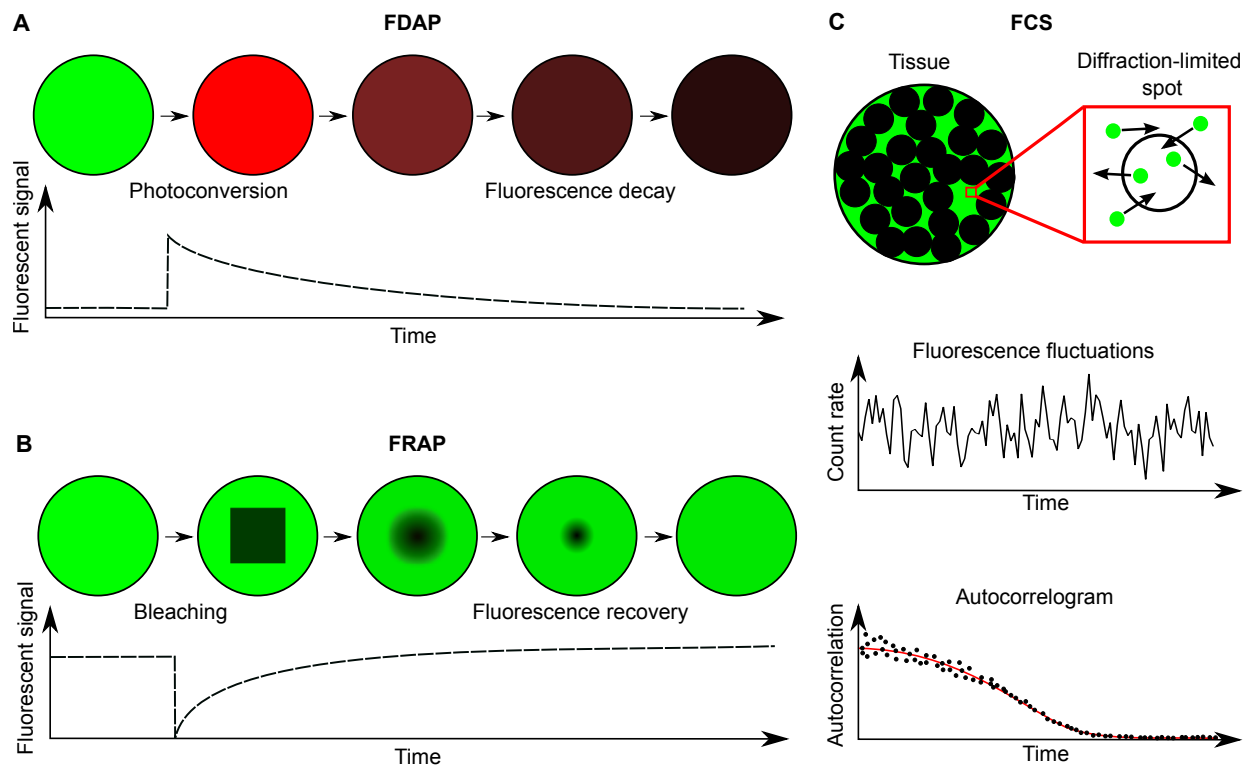 A
FDAP
Photoconversion
Fluorescence decay
Fluorescent signal
Time
B
FRAP
Bleaching
Fluorescence recovery
Fluorescent signal
Time
C
FCS
Tissue
Diffraction-limited
spot
Fluorescence fluctuations
Count rate
Time
Autocorrelogram
Autocorrelation
Time